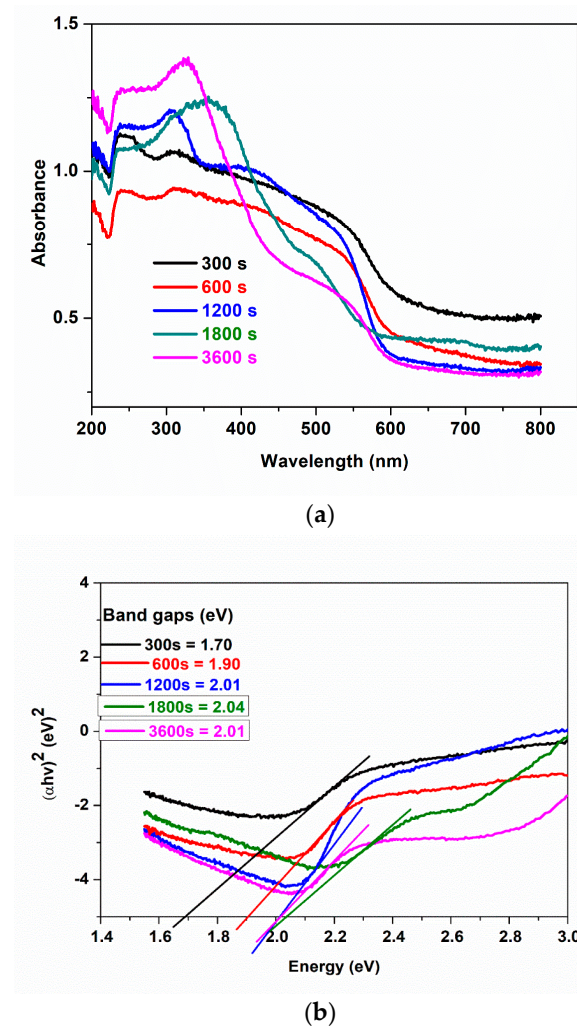 1.5
1.0
0.5
Absorbance
300 s
600 s
1200 s
1800 s
3600 s
200 300 400 500 600 700 800
Wavelength (nm)
(a)
4
2
0
-2
-4
(αhv)² (eV)²
Band gaps (eV)
300s = 1.70
600s = 1.90
1200s = 2.01
1800s = 2.04
3600s = 2.01
1.4 1.6 1.8 2.0 2.2 2.4 2.6 2.8 3.0
Energy (eV)
(b)